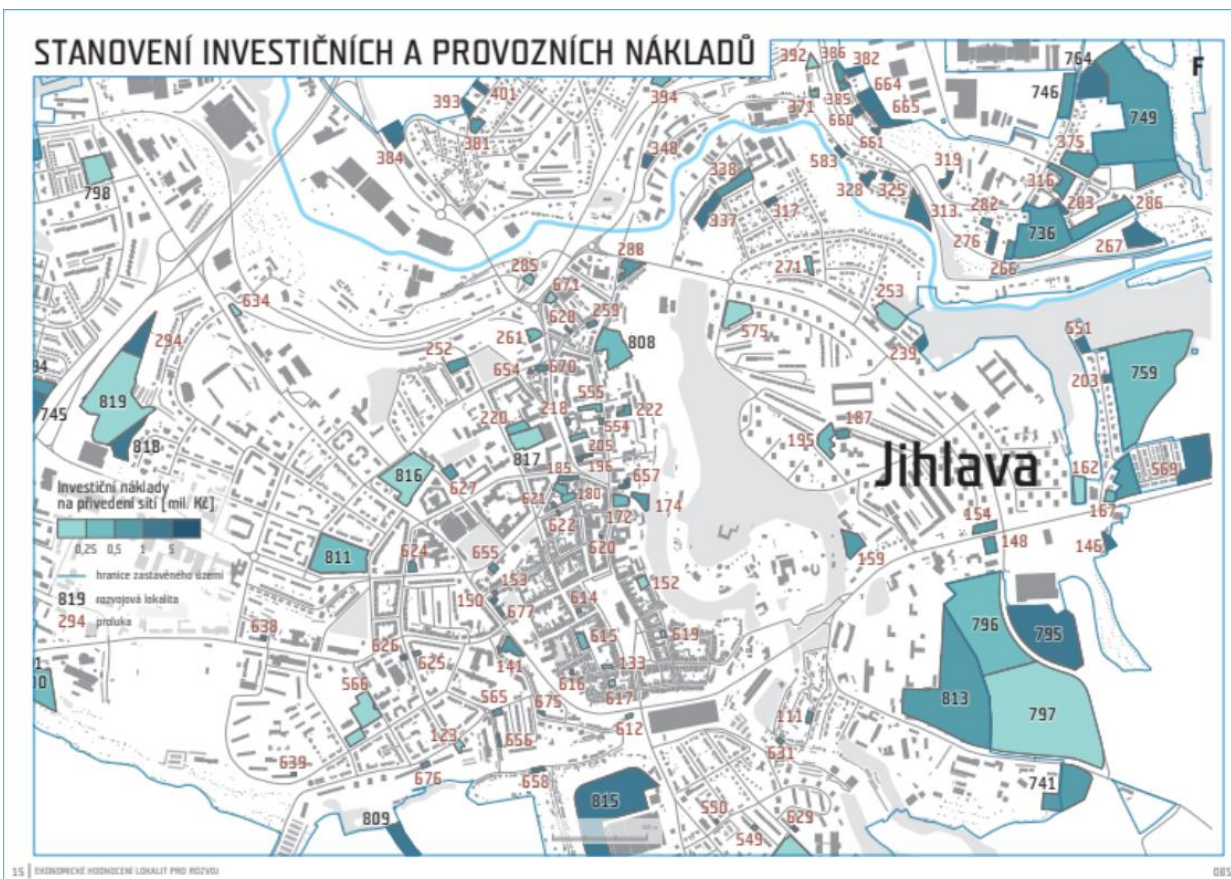 STANOVENÍ INVESTIČNÍCH A PROVOZNÍCH NÁKLADŮ
392 386 382
764
F
393 401 394 371 385 664 746
660 665 749
384 381 348 661 375
583 319
798 338 328 325 316
337 317 313 282 283 286
276 736 267
288 266
285 271
671 253
634 628 259 575
294 261 808 239 651
252 654 670 203 759
819 555
745 220 218 222 187
554 195
818 817 205 Jihlava
816 185 196 657 162 569
Investiční náklady
na přivedení sítí [mil. Kč]
627 621 180 174 167
0,25 0,5 1 5
622 172 154
148 146
811 624 655 620 159
hranice zastavěného území
819 rozvojová lokalita
153 152
294 proluka
150 677 614 796 795
638 626 615 619
625 141 133 813
566 616 617 797
565 675 612 111
123 656 631
639 676 658 741
815 550 629
809 549
15 | EKONOMICKÉ HODNOCENÍ LOKALIT PRO ROZVOJ